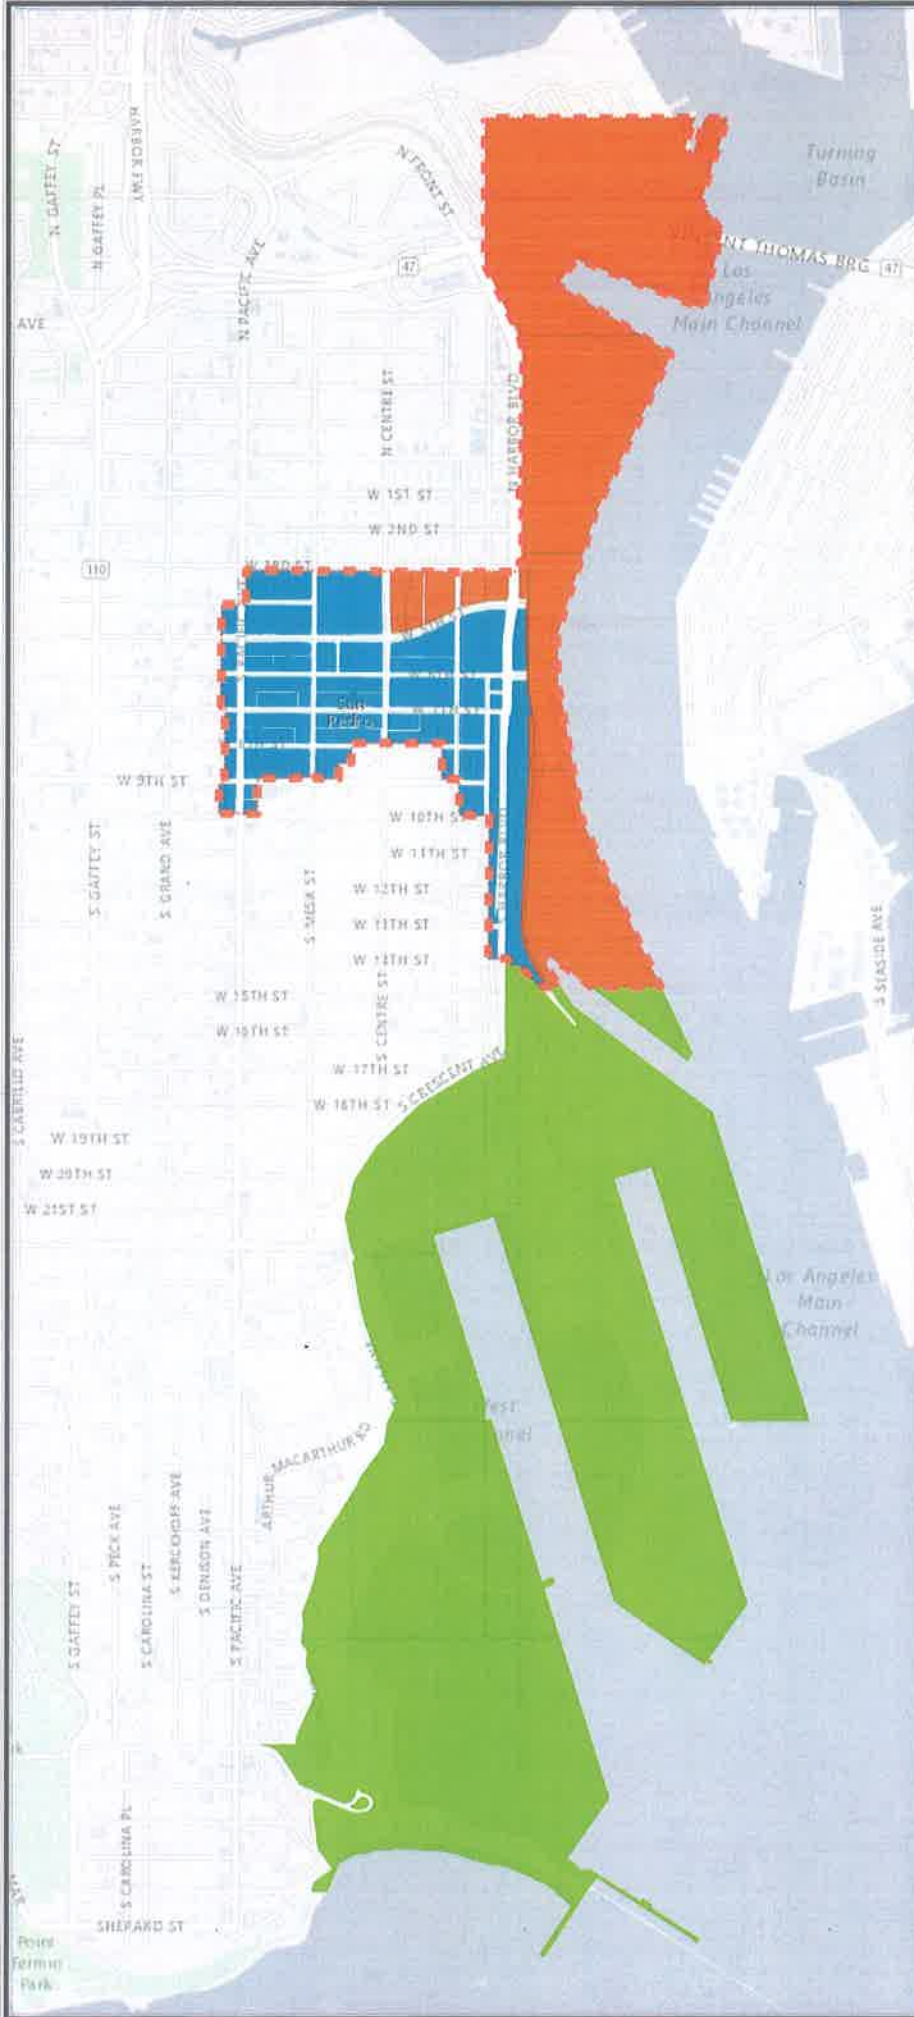 HARBOR FWY
N GAFFEY ST
N GAFFEY PL
N FRONT ST
Turning
Basin
N PACIFIC AVE
47
THOMAS BRG
47
Los
Angeles
Main Channel
AVE
N CENTRE ST
N HARBOR BLVD
W 1ST ST
W 2ND ST
110
W 3RD ST
San
Pedro
W 9TH ST
W 10TH ST
S GAFFEY ST
S GRAND AVE
HARBOR BLVD
W 11TH ST
S MESA ST
W 12TH ST
W 13TH ST
S SEASIDE AVE
W 14TH ST
W 15TH ST
S CENTRE ST
W 17TH ST
S CRESCENT AVE
S CABRILLO AVE
W 19TH ST
W 20TH ST
W 21ST ST
Los Angeles
Main
Channel
West
ARTHUR MACARTHUR RD
S PECK AVE
S KERCKHOFF AVE
S DENISON AVE
S CAROLINA ST
S GAFFEY ST
S PACIFIC AVE
S CAROLINA PL
SHEPARD ST
Point
Fermin
Park